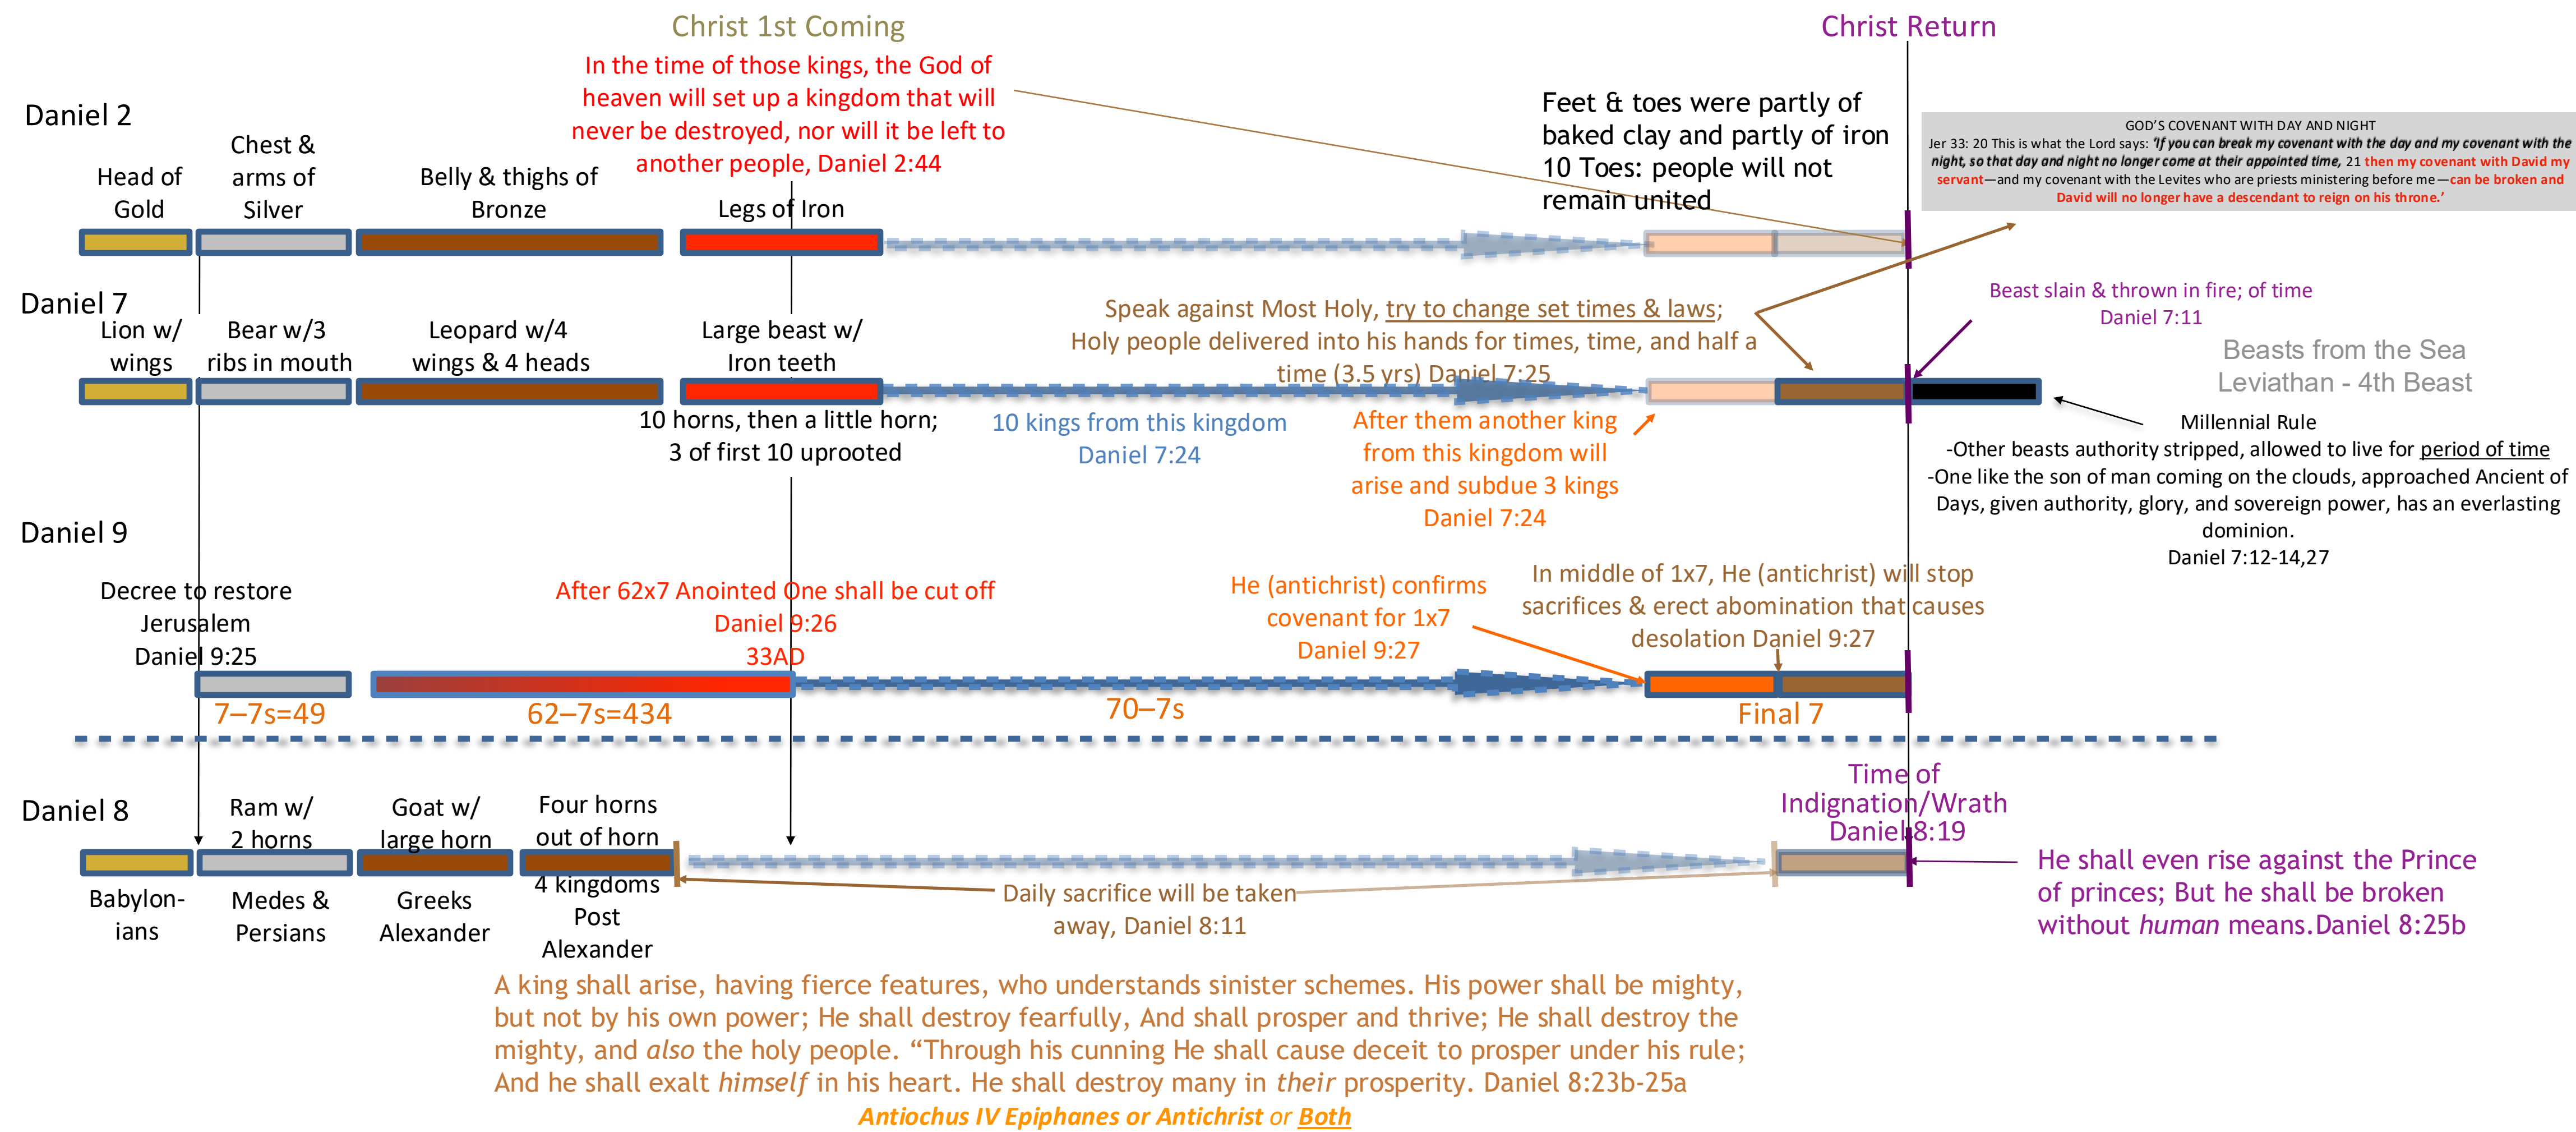 Christ 1st Coming
Christ Return
In the time of those kings, the God of
heaven will set up a kingdom that will
never be destroyed, nor will it be left to
another people, Daniel 2:44
Daniel 2
Head of
Gold
Chest &
arms of
Silver
Belly & thighs of
Bronze
Legs of Iron
Feet & toes were partly of
baked clay and partly of iron
10 Toes: people will not
remain united
GOD’S COVENANT WITH DAY AND NIGHT
Jer 33: 20 This is what the Lord says: ‘If you can break my covenant with the day and my covenant with the
night, so that day and night no longer come at their appointed time, 21 then my covenant with David my
servant—and my covenant with the Levites who are priests ministering before me—can be broken and
David will no longer have a descendant to reign on his throne.’
Daniel 7
Lion w/
wings
Bear w/3
ribs in mouth
Leopard w/4
wings & 4 heads
Large beast w/
Iron teeth
10 horns, then a little horn;
3 of first 10 uprooted
Speak against Most Holy, try to change set times & laws;
Holy people delivered into his hands for times, time, and half a
time (3.5 yrs) Daniel 7:25
10 kings from this kingdom
Daniel 7:24
After them another king
from this kingdom will
arise and subdue 3 kings
Daniel 7:24
Beast slain & thrown in fire; of time
Daniel 7:11
Beasts from the Sea
Leviathan - 4th Beast
Millennial Rule
-Other beasts authority stripped, allowed to live for period of time
-One like the son of man coming on the clouds, approached Ancient of
Days, given authority, glory, and sovereign power, has an everlasting
dominion.
Daniel 7:12-14,27
Daniel 9
Decree to restore
Jerusalem
Daniel 9:25
After 62x7 Anointed One shall be cut off
Daniel 9:26
33AD
He (antichrist) confirms
covenant for 1x7
Daniel 9:27
In middle of 1x7, He (antichrist) will stop
sacrifices & erect abomination that causes
desolation Daniel 9:27
7–7s=49
62–7s=434
70–7s
Final 7
Daniel 8
Ram w/
2 horns
Goat w/
large horn
Four horns
out of horn
Time of
Indignation/Wrath
Daniel 8:19
Babylon-
ians
Medes &
Persians
Greeks
Alexander
4 kingdoms
Post
Alexander
Daily sacrifice will be taken
away, Daniel 8:11
He shall even rise against the Prince
of princes; But he shall be broken
without human means.Daniel 8:25b
A king shall arise, having fierce features, who understands sinister schemes. His power shall be mighty,
but not by his own power; He shall destroy fearfully, And shall prosper and thrive; He shall destroy the
mighty, and also the holy people. “Through his cunning He shall cause deceit to prosper under his rule;
And he shall exalt himself in his heart. He shall destroy many in their prosperity. Daniel 8:23b-25a
Antiochus IV Epiphanes or Antichrist or Both